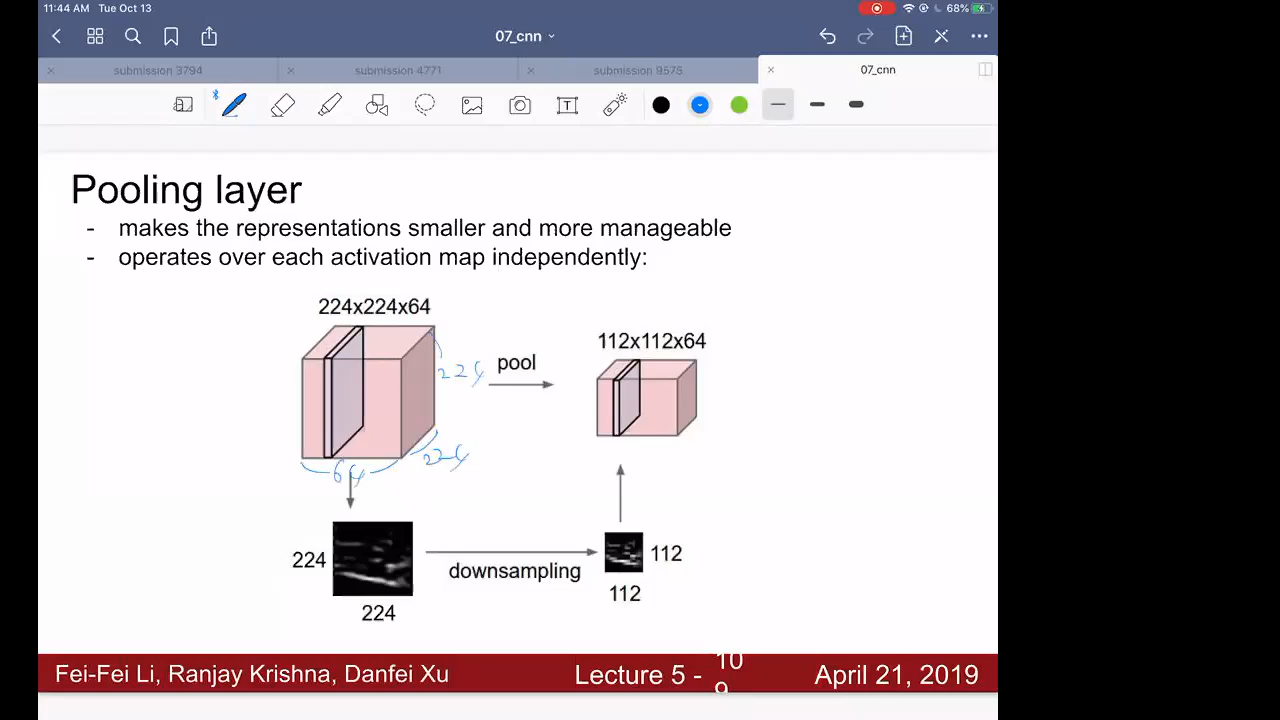 11:44 AM Tue Oct 13
68%
07_cnn
submission 3794
submission 4771
submission 9575
07_cnn
T
Pooling layer
- makes the representations smaller and more manageable
- operates over each activation map independently:
224x224x64
112x112x64
pool
224
224
64
224
112
downsampling
112
224
Fei-Fei Li, Ranjay Krishna, Danfei Xu
Lecture 5 - 10
9
April 21, 2019